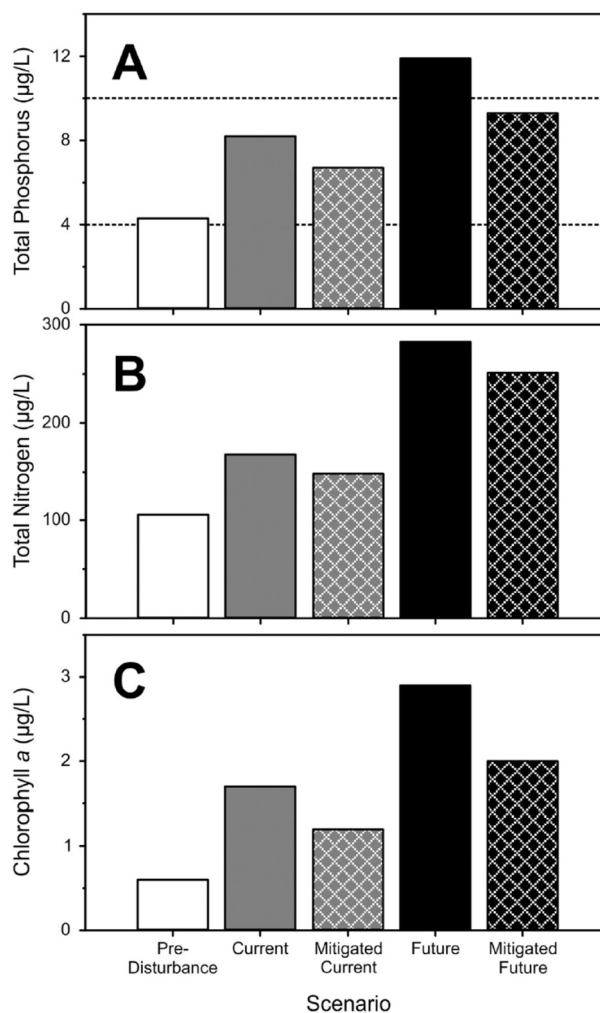 A
Total Phosphorus (µg/L)
12
8
4
0
B
Total Nitrogen (µg/L)
300
200
100
0
C
Chlorophyll a (µg/L)
3
2
1
0
Pre-
Disturbance
Current
Mitigated
Current
Future
Mitigated
Future
Scenario